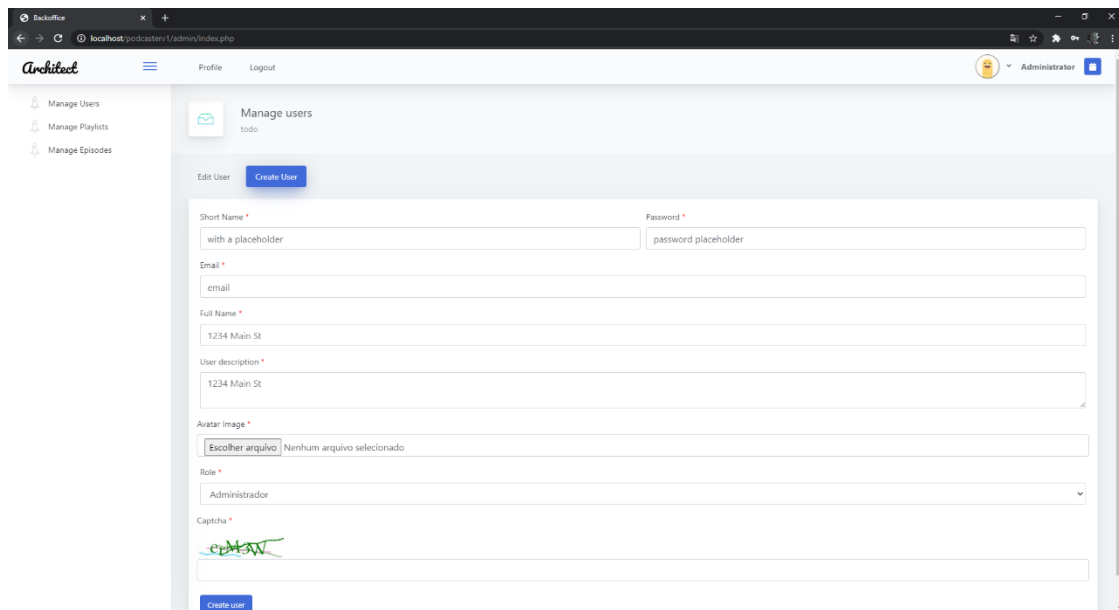 Backoffice
localhost/podcasterv1/admin/index.php
Architect
Profile Logout
Administrator
Manage Users
Manage Playlists
Manage Episodes
Manage users
todo
Edit User Create User
Short Name * Password *
with a placeholder password placeholder
Email *
email
Full Name *
1234 Main St
User description *
1234 Main St
Avatar Image *
Escolher arquivo Nenhum arquivo selecionado
Role *
Administrador
Captcha *
Create user